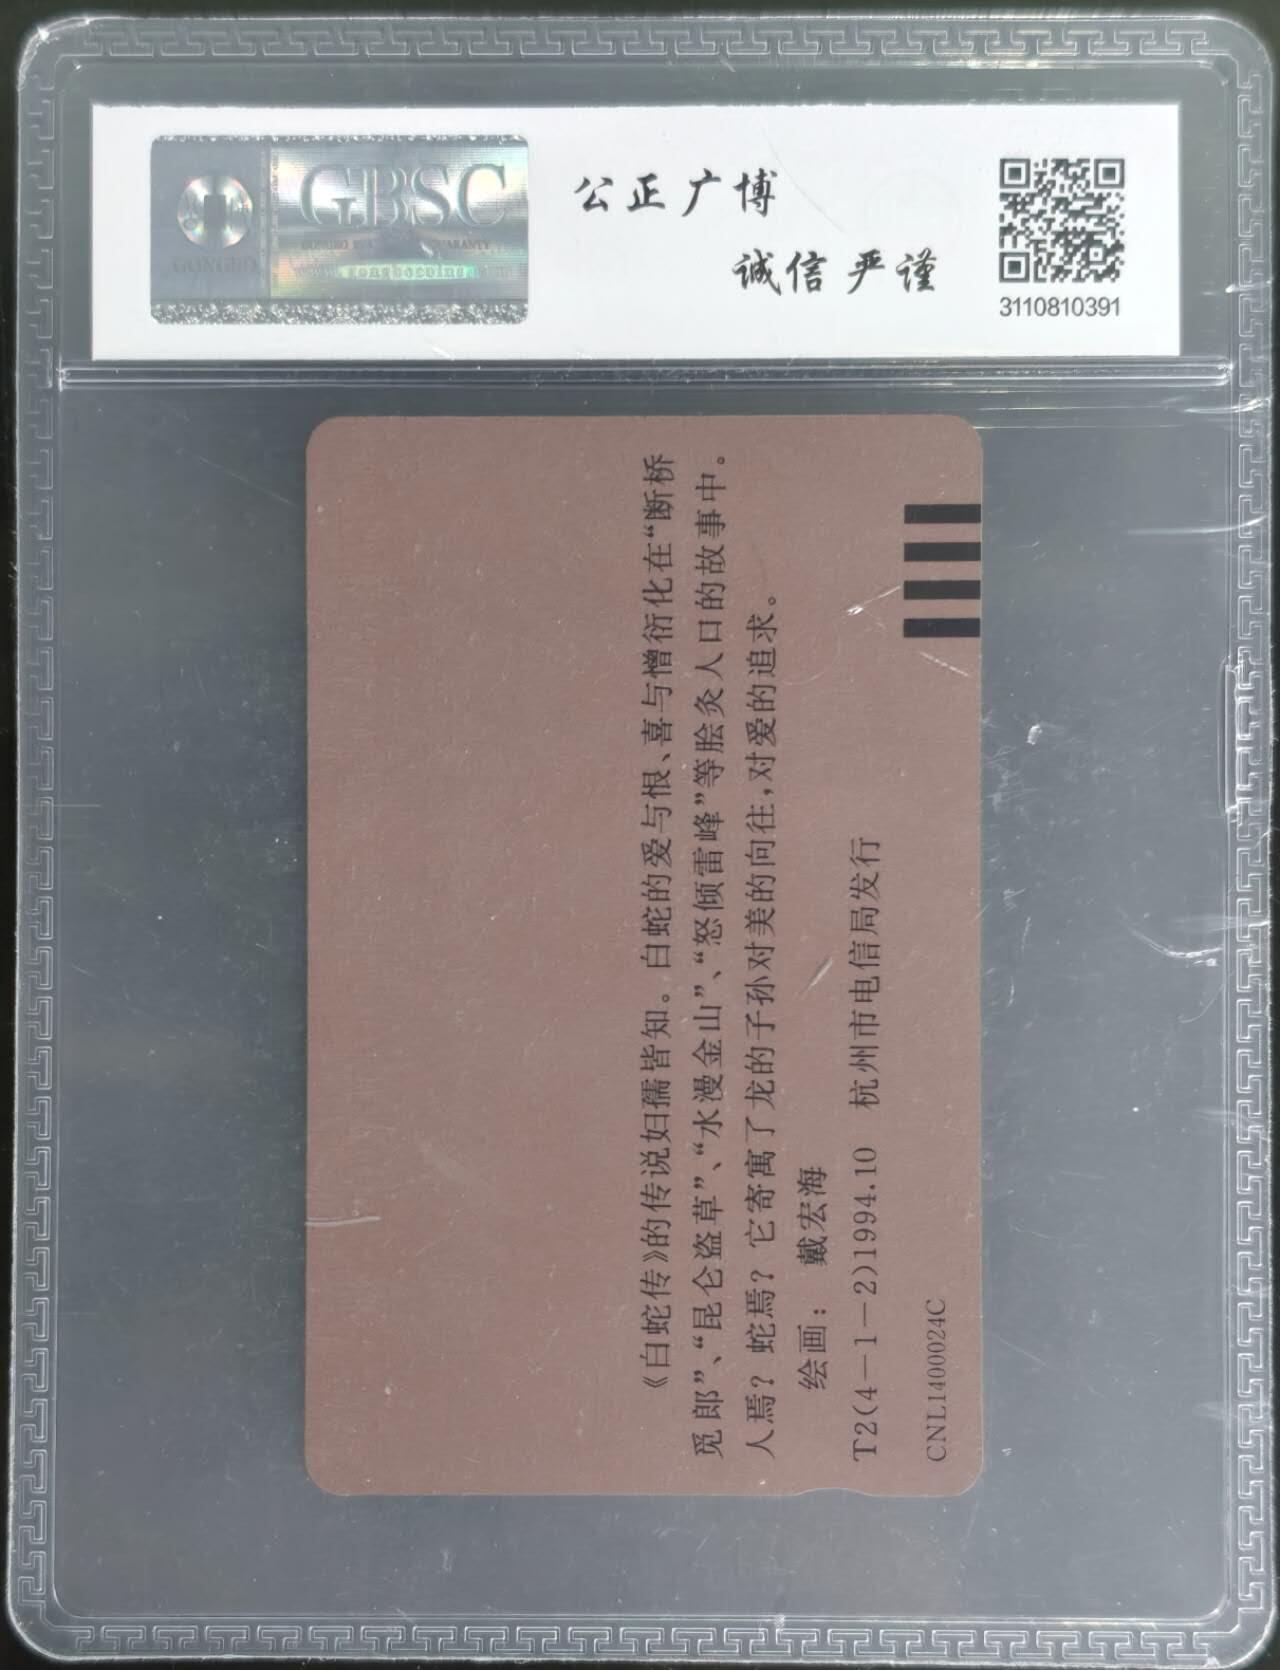 GBSC
GONGBO
公正广博
诚信严谨
3110810391
《白蛇传》的传说妇孺皆知。白蛇的爱与恨、喜与憎衍化在“断桥
觅郎”、“昆仑盗草”、“水漫金山”、“怒倾雷峰”等脍炙人口的故事中。
人焉？蛇焉？它寄寓了龙的子孙对美的向往，对爱的追求。
绘画： 戴宏海
T2(4－1－2)1994.10 杭州市电信局发行
CNL1400024C